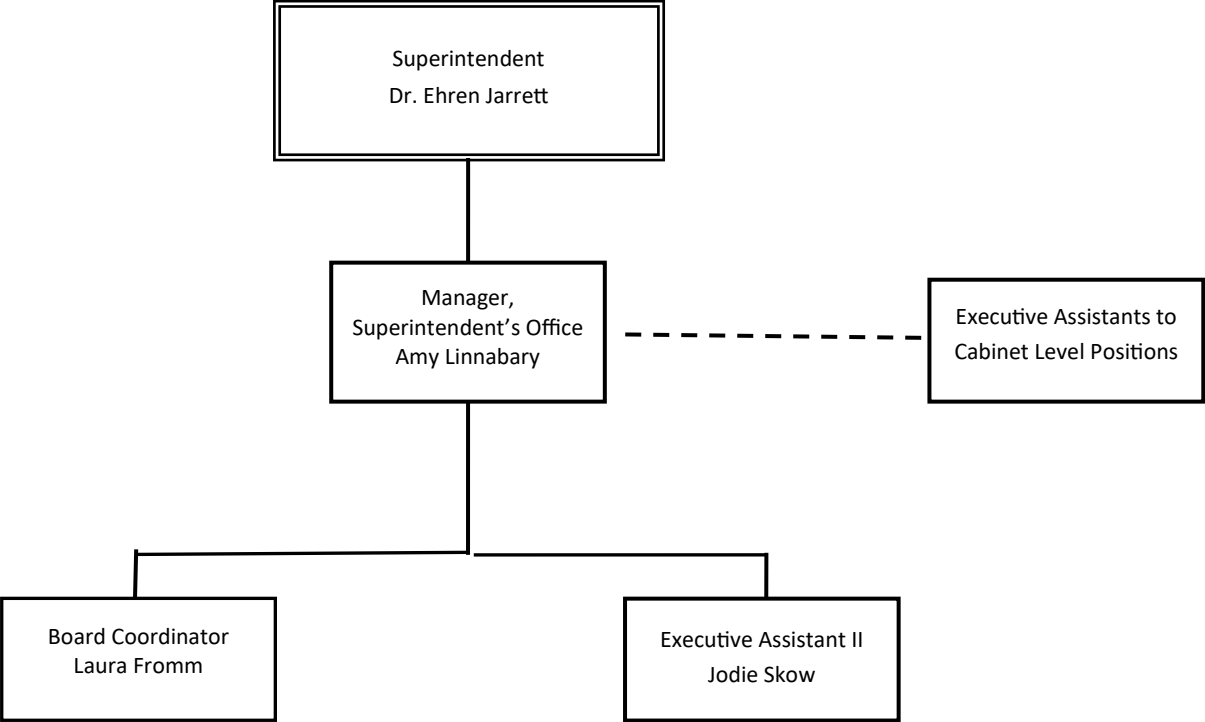 Superintendent
Dr. Ehren Jarrett
Manager,
Superintendent’s Office
Amy Linnabary
Executive Assistants to
Cabinet Level Positions
Board Coordinator
Laura Fromm
Executive Assistant II
Jodie Skow